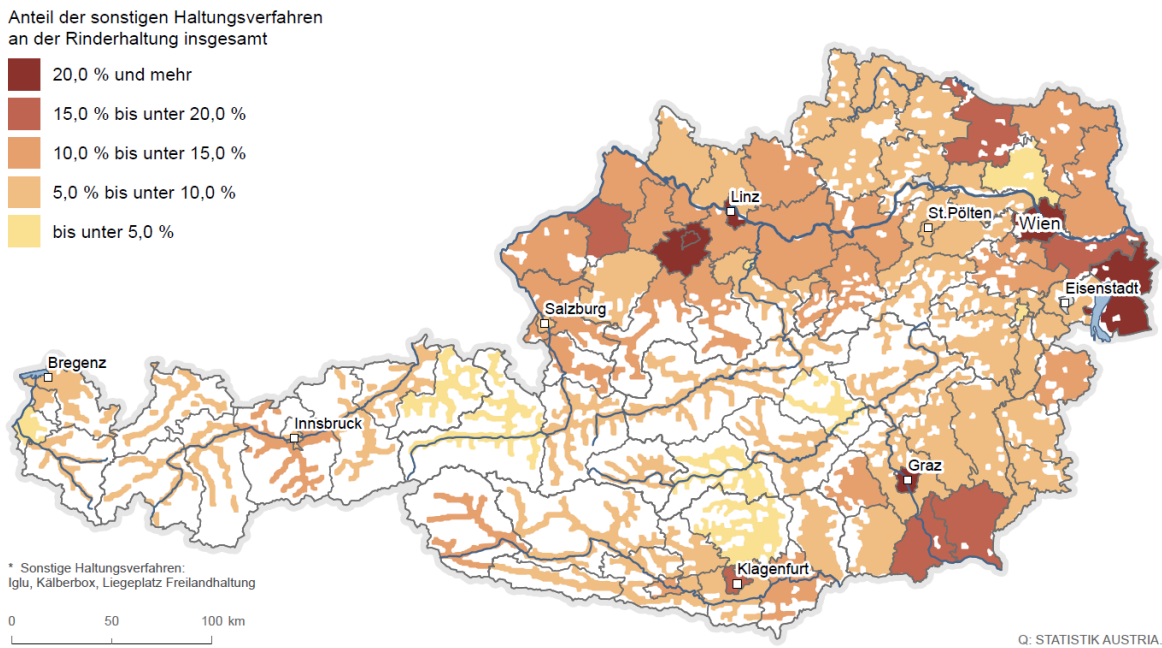 Anteil der sonstigen Haltungsverfahren
an der Rinderhaltung insgesamt
20,0 % und mehr
15,0 % bis unter 20,0 %
10,0 % bis unter 15,0 %
5,0 % bis unter 10,0 %
bis unter 5,0 %
Linz
St.Pölten
Wien
Eisenstadt
Salzburg
Bregenz
Innsbruck
Graz
Klagenfurt
* Sonstige Haltungsverfahren:
Iglu, Kälberbox, Liegeplatz Freilandhaltung
0 50 100 km
Q: STATISTIK AUSTRIA.